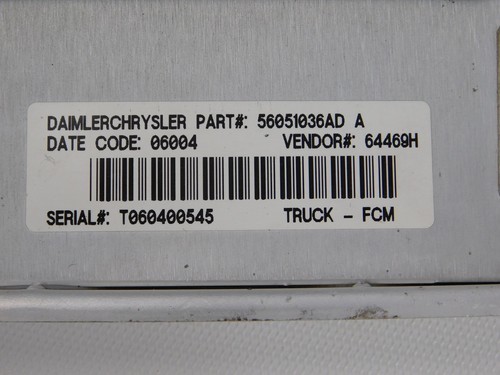 DAIMLERCHRYSLER PART#: 56051036AD A
DATE CODE: 06004 VENDOR#: 64469H
SERIAL#: T060400545 TRUCK - FCM